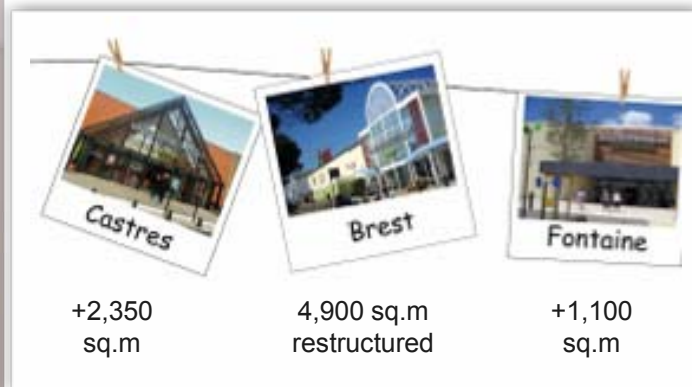 Castres
Brest
Fontaine
+2,350
sq.m
4,900 sq.m
restructured
+1,100
sq.m